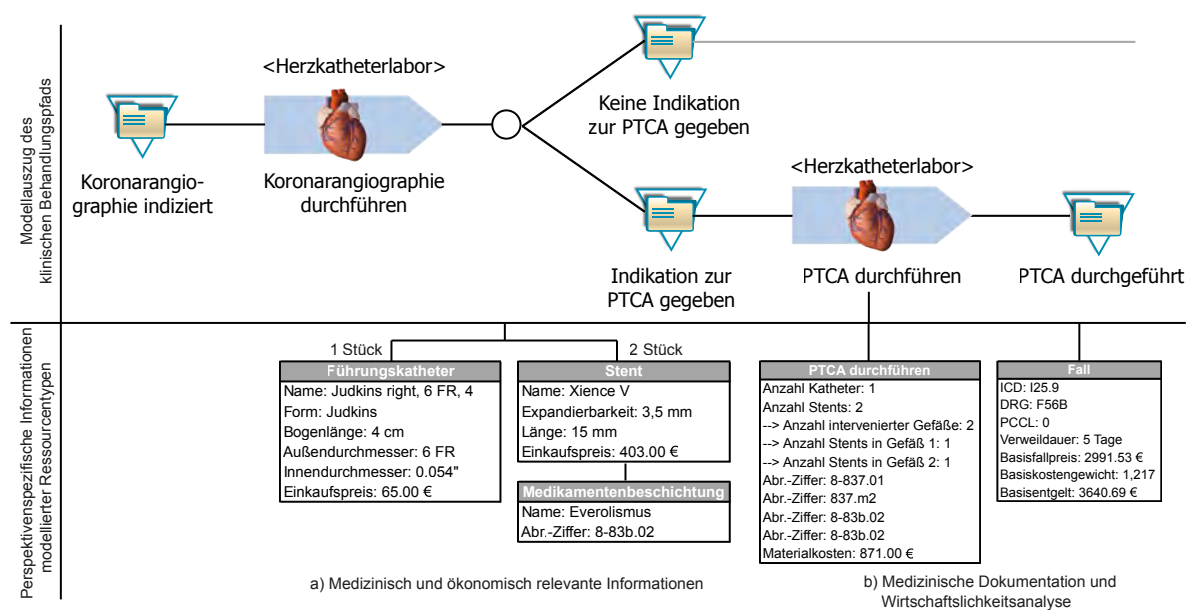 Modellauszug des
klinischen Behandlungspfads
<Herzkatheterlabor>
Koronarangio-
graphie indiziert
Koronarangiographie
durchführen
Keine Indikation
zur PTCA gegeben
<Herzkatheterlabor>
Indikation zur
PTCA gegeben
PTCA durchführen
PTCA durchgeführt
Perspektivenspezifische Informationen
modellierter Ressourcentypen
1 Stück
2 Stück
Führungskatheter
Name: Judkins right, 6 FR, 4
Form: Judkins
Bogenlänge: 4 cm
Außendurchmesser: 6 FR
Innendurchmesser: 0.054"
Einkaufspreis: 65.00 €
Stent
Name: Xience V
Expandierbarkeit: 3,5 mm
Länge: 15 mm
Einkaufspreis: 403.00 €
Medikamentenbeschichtung
Name: Everolismus
Abr.-Ziffer: 8-83b.02
PTCA durchführen
Anzahl Katheter: 1
Anzahl Stents: 2
--> Anzahl intervenierter Gefäße: 2
--> Anzahl Stents in Gefäß 1: 1
--> Anzahl Stents in Gefäß 2: 1
Abr.-Ziffer: 8-837.01
Abr.-Ziffer: 837.m2
Abr.-Ziffer: 8-83b.02
Abr.-Ziffer: 8-83b.02
Materialkosten: 871.00 €
Fall
ICD: I25.9
DRG: F56B
PCCL: 0
Verweildauer: 5 Tage
Basisfallpreis: 2991.53 €
Basiskostengewicht: 1,217
Basisentgelt: 3640.69 €
a) Medizinisch und ökonomisch relevante Informationen
b) Medizinische Dokumentation und
Wirtschaftslichkeitsanalyse